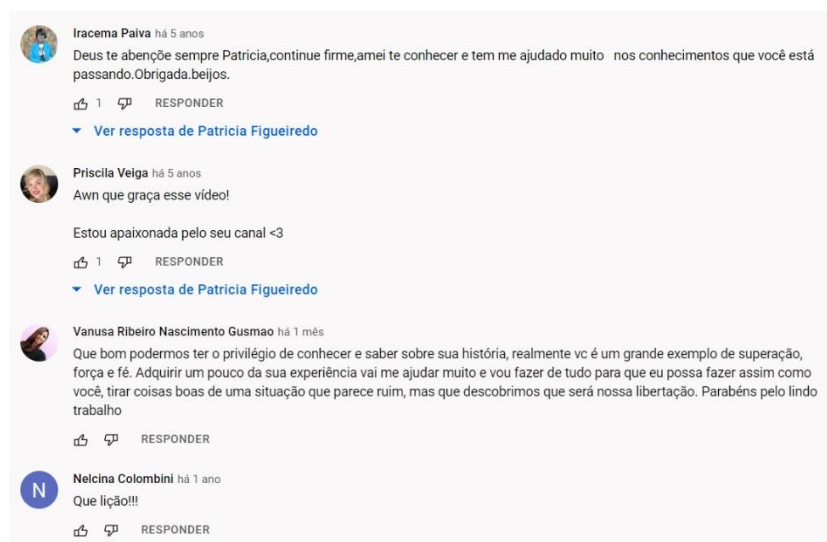 Iracema Paiva há 5 anos
Deus te abençõe sempre Patricia,continue firme,amei te conhecer e tem me ajudado muito nos conhecimentos que você está
passando.Obrigada.beijos.
1 RESPONDER
Ver resposta de Patricia Figueiredo
Priscila Veiga há 5 anos
Awn que graça esse vídeo!
Estou apaixonada pelo seu canal <3
1 RESPONDER
Ver resposta de Patricia Figueiredo
Vanusa Ribeiro Nascimento Gusmao há 1 mês
Que bom podermos ter o privilégio de conhecer e saber sobre sua história, realmente vc é um grande exemplo de superação,
força e fé. Adquirir um pouco da sua experiência vai me ajudar muito e vou fazer de tudo para que eu possa fazer assim como
você, tirar coisas boas de uma situação que parece ruim, mas que descobrimos que será nossa libertação. Parabéns pelo lindo
trabalho
RESPONDER
N
Nelcina Colombini há 1 ano
Que lição!!!
RESPONDER